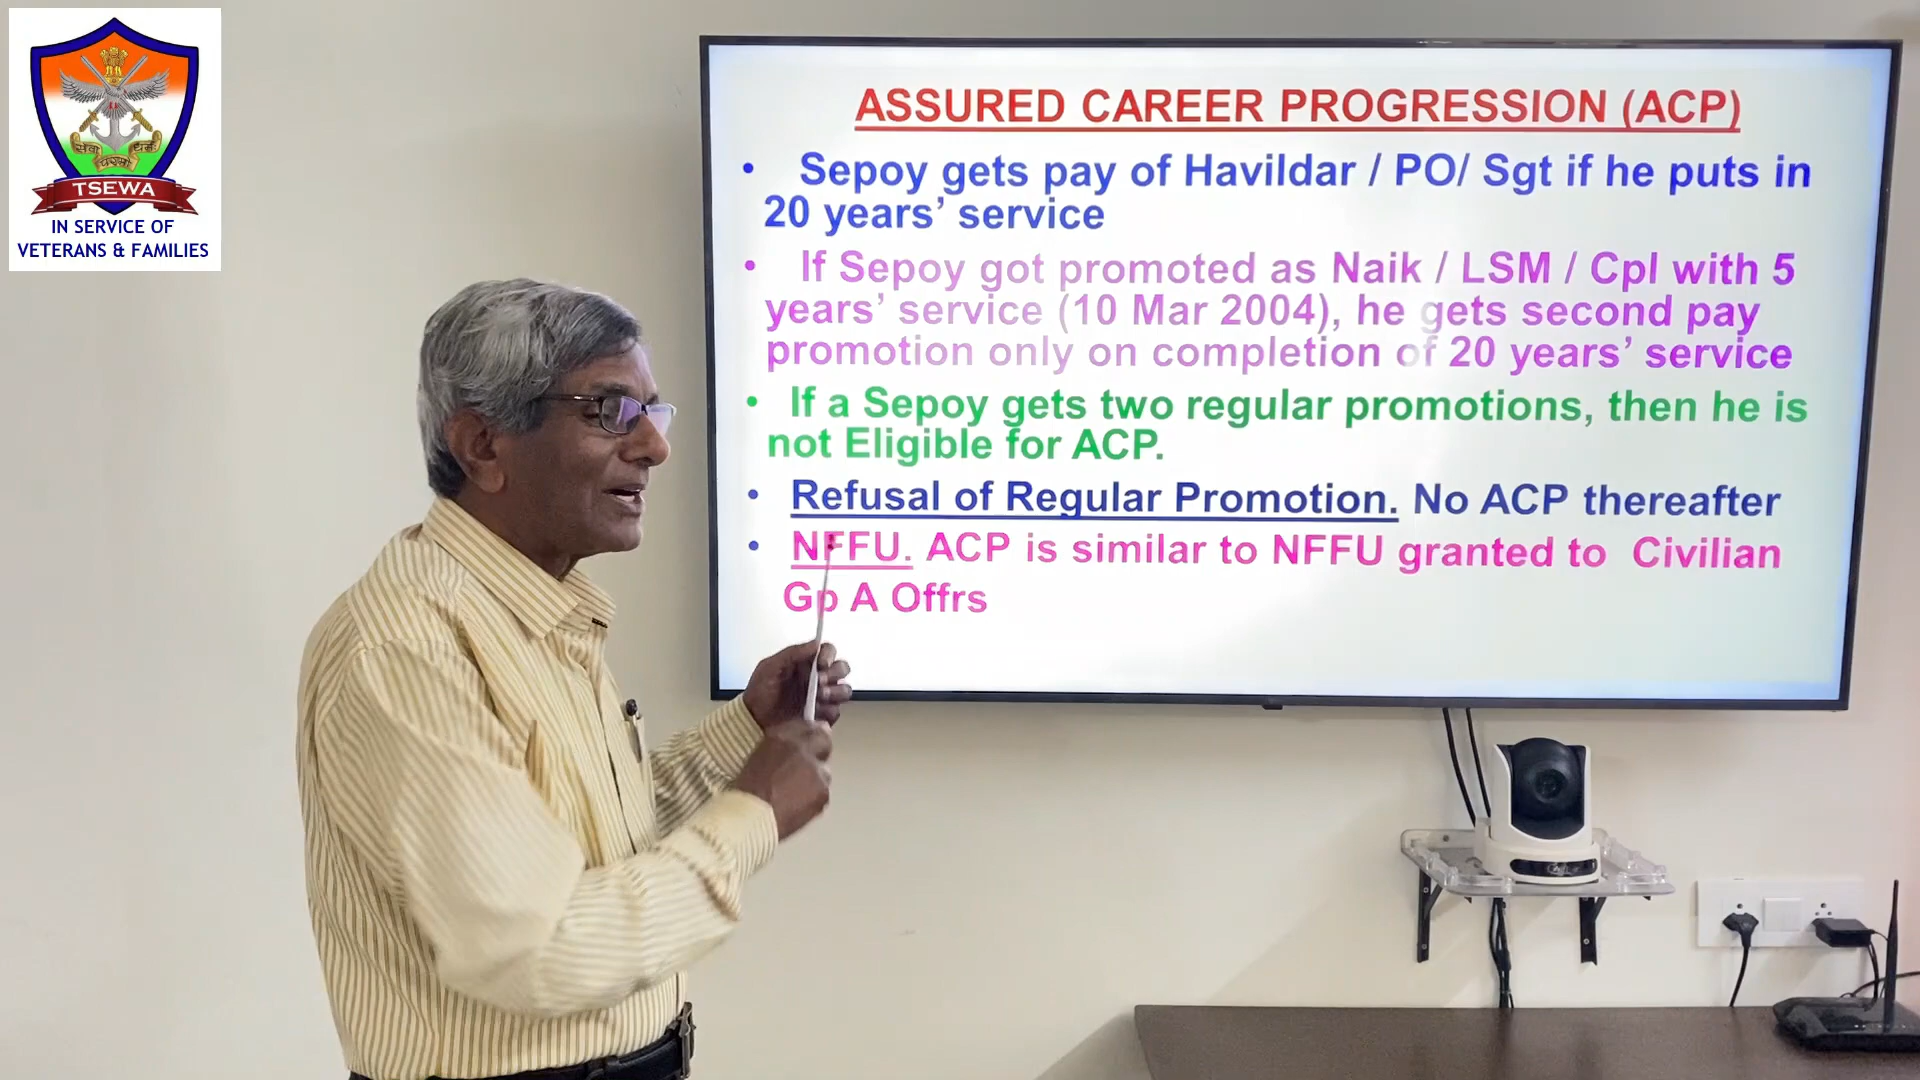 सेवा परमो धर्मः
TSEWA
IN SERVICE OF
VETERANS & FAMILIES
ASSURED CAREER PROGRESSION (ACP)
• Sepoy gets pay of Havildar / PO/ Sgt if he puts in
20 years’ service
• If Sepoy got promoted as Naik / LSM / Cpl with 5
years’ service (10 Mar 2004), he gets second pay
promotion only on completion of 20 years’ service
• If a Sepoy gets two regular promotions, then he is
not Eligible for ACP.
• Refusal of Regular Promotion. No ACP thereafter
• NFFU. ACP is similar to NFFU granted to Civilian
Gp A Offrs